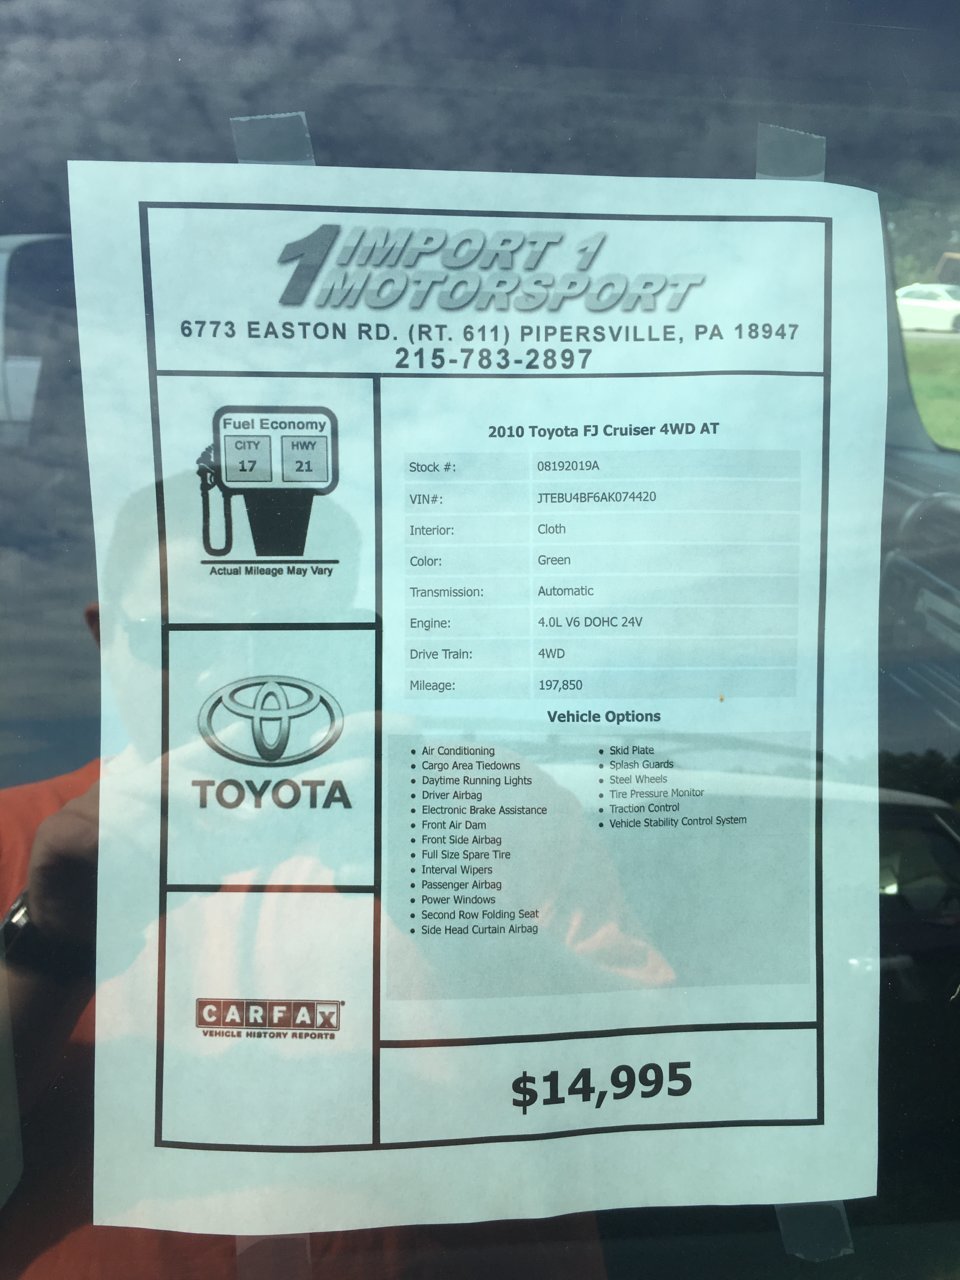 1 IMPORT 1
MOTORSPORT
6773 EASTON RD. (RT. 611) PIPERSVILLE, PA 18947
215-783-2897
Fuel Economy
CITY HWY
17 21
Actual Mileage May Vary
TOYOTA
CARFAX
VEHICLE HISTORY REPORTS
2010 Toyota FJ Cruiser 4WD AT
Stock #: 08192019A
VIN#: JTEBU4BF6AK074420
Interior: Cloth
Color: Green
Transmission: Automatic
Engine: 4.0L V6 DOHC 24V
Drive Train: 4WD
Mileage: 197,850
Vehicle Options
• Air Conditioning
• Cargo Area Tiedowns
• Daytime Running Lights
• Driver Airbag
• Electronic Brake Assistance
• Front Air Dam
• Front Side Airbag
• Full Size Spare Tire
• Interval Wipers
• Passenger Airbag
• Power Windows
• Second Row Folding Seat
• Side Head Curtain Airbag
• Skid Plate
• Splash Guards
• Steel Wheels
• Tire Pressure Monitor
• Traction Control
• Vehicle Stability Control System
$14,995